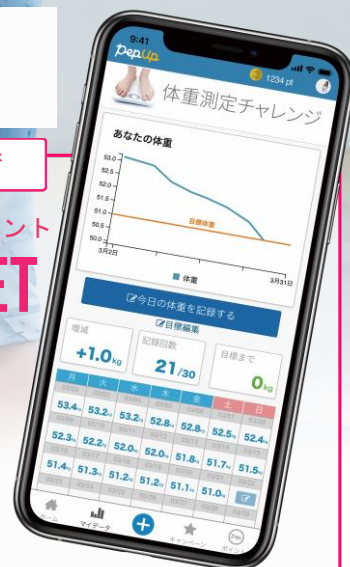 9:41
PepUp
1234 pt
体重測定チャレンジ
あなたの体重
53.0
52.5
52.0
51.5
51.0
50.5
50.0
目標体重
3月2日
3月31日
体重
今日の体重を記録する
目標編集
増減
+1.0kg
記録回数
21/30
目標まで
0kg
月 火 水 木 金 土 日
53.4kg 53.2kg 53.2kg 52.8kg 52.8kg 52.5kg 52.4kg
52.3kg 52.2kg 52.0kg 52.0kg 51.8kg 51.7kg 51.5kg
51.4kg 51.3kg 51.2kg 51.2kg 51.1kg 51.0kg
ホーム
マイデータ
キャンペーン
ポイント
ント
ET